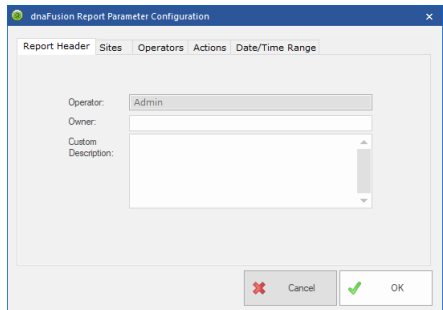 dnaFusion Report Parameter Configuration
Report Header Sites Operators Actions Date/Time Range
Operator: Admin
Owner:
Custom
Description:
Cancel OK